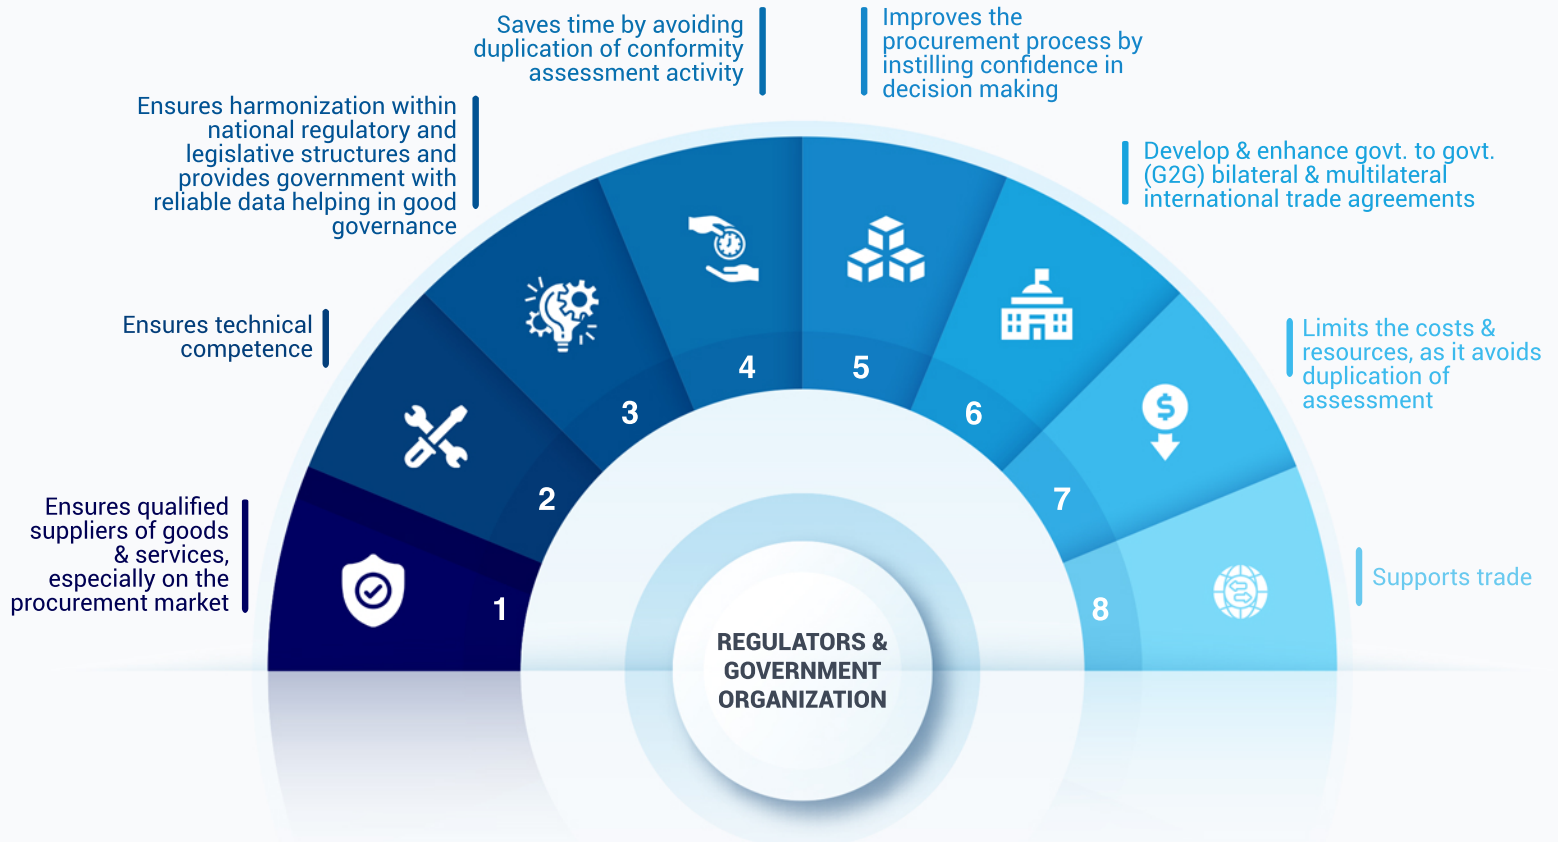 Ensures qualified
suppliers of goods
& services,
especially on the
procurement market
1
Ensures technical
competence
2
Ensures harmonization within
national regulatory and
legislative structures and
provides government with
reliable data helping in good
governance
3
Saves time by avoiding
duplication of conformity
assessment activity
4
Improves the
procurement process by
instilling confidence in
decision making
5
Develop & enhance govt. to govt.
(G2G) bilateral & multilateral
international trade agreements
6
Limits the costs &
resources, as it avoids
duplication of
assessment
$
7
Supports trade
8
REGULATORS &
GOVERNMENT
ORGANIZATION